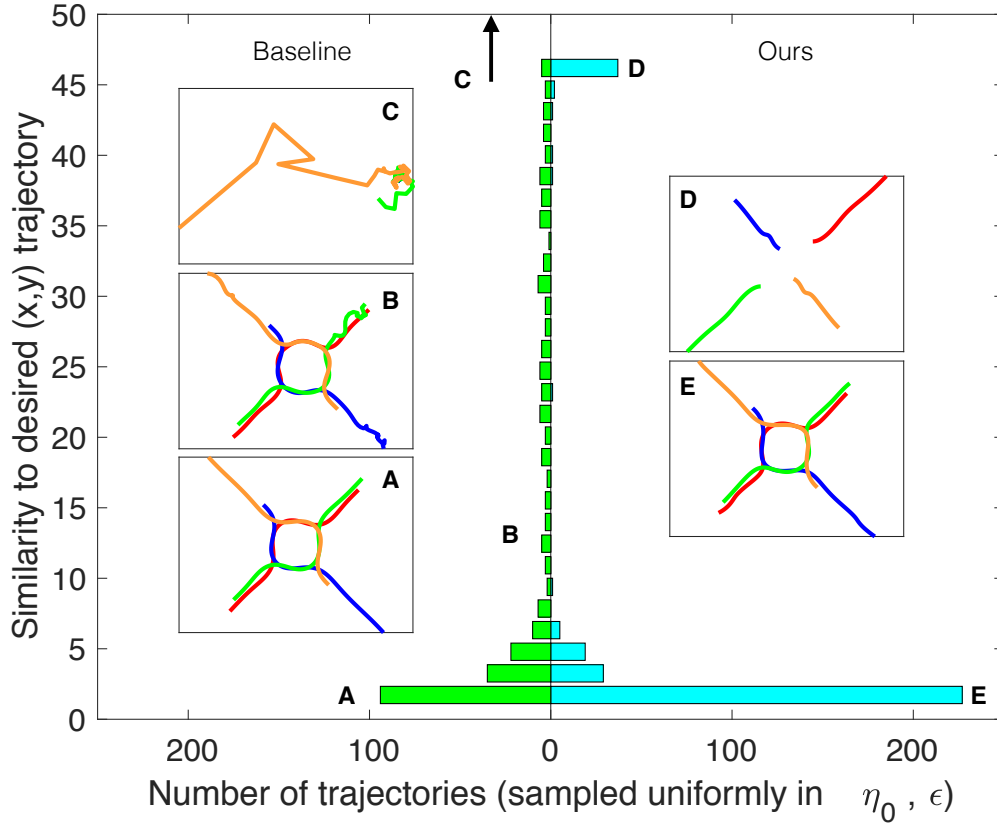 50
45
40
35
30
25
20
15
10
5
0
Similarity to desired (x,y) trajectory
Baseline
Ours
C
D
C
D
B
E
A
B
A
E
200
100
0
100
200
Number of trajectories (sampled uniformly in η₀ , ϵ)